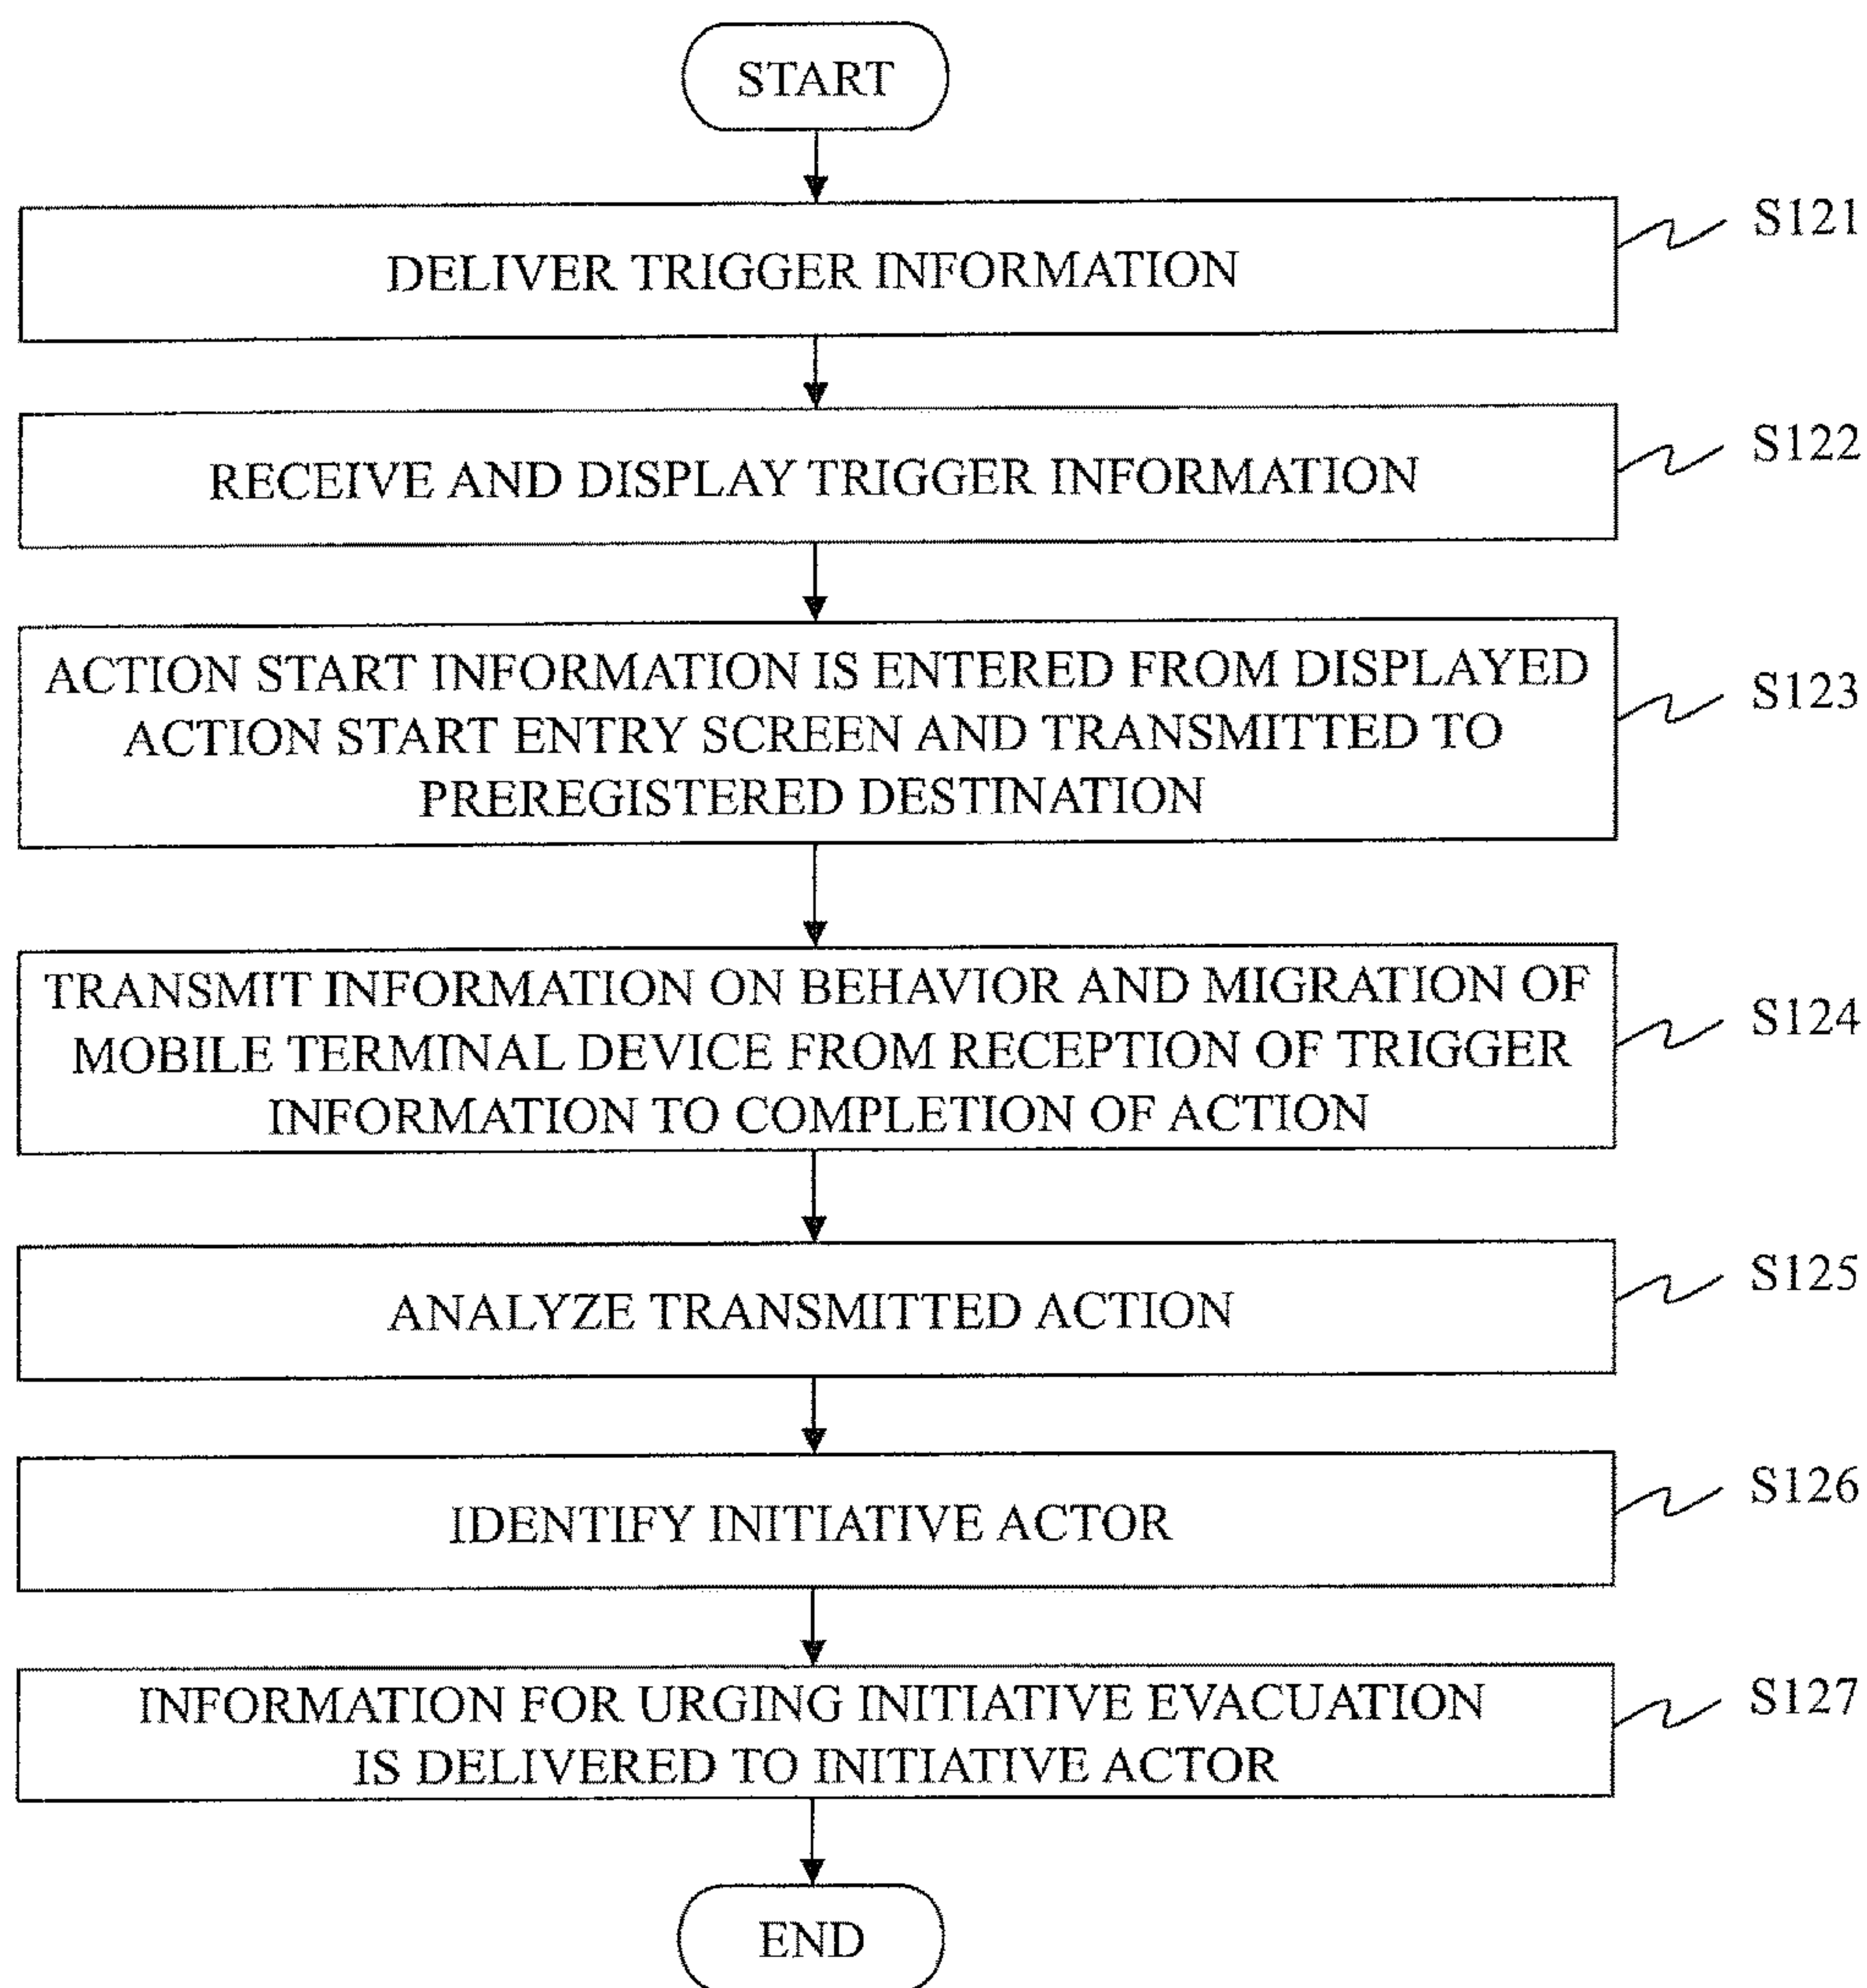 START
DELIVER TRIGGER INFORMATION
S121
RECEIVE AND DISPLAY TRIGGER INFORMATION
S122
ACTION START INFORMATION IS ENTERED FROM DISPLAYED
ACTION START ENTRY SCREEN AND TRANSMITTED TO
PREREGISTERED DESTINATION
S123
TRANSMIT INFORMATION ON BEHAVIOR AND MIGRATION OF
MOBILE TERMINAL DEVICE FROM RECEPTION OF TRIGGER
INFORMATION TO COMPLETION OF ACTION
S124
ANALYZE TRANSMITTED ACTION
S125
IDENTIFY INITIATIVE ACTOR
S126
INFORMATION FOR URGING INITIATIVE EVACUATION
IS DELIVERED TO INITIATIVE ACTOR
S127
END